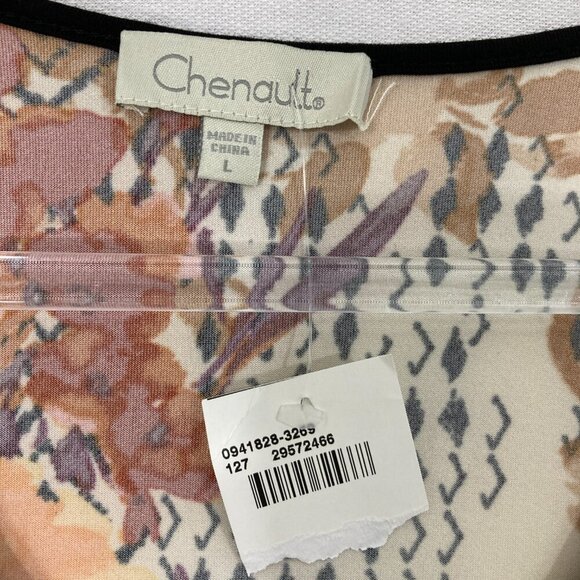 Chenault®
MADE IN
CHINA
L
0941828-3269
127 29572466